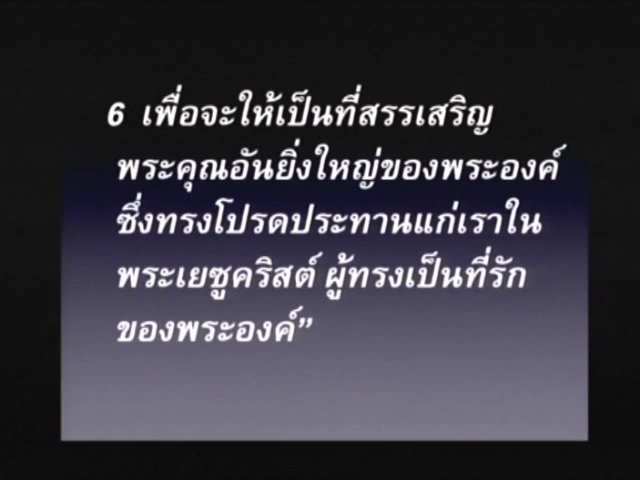 6 เพื่อจะให้เป็นที่สรรเสริญ
พระคุณอันยิ่งใหญ่ของพระองค์
ซึ่งทรงโปรดประทานแก่เราใน
พระเยซูคริสต์ ผู้ทรงเป็นที่รัก
ของพระองค์”